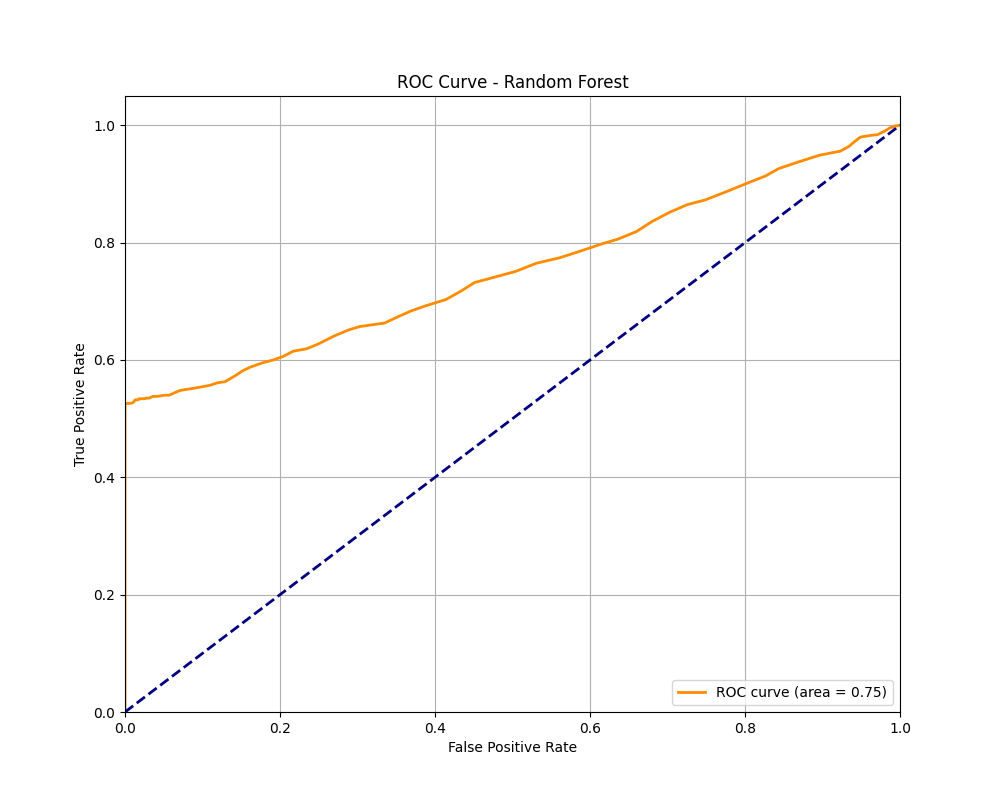 ROC Curve - Random Forest
True Positive Rate
1.0
0.8
0.6
0.4
0.2
0.0
0.0 0.2 0.4 0.6 0.8 1.0
False Positive Rate
ROC curve (area = 0.75)